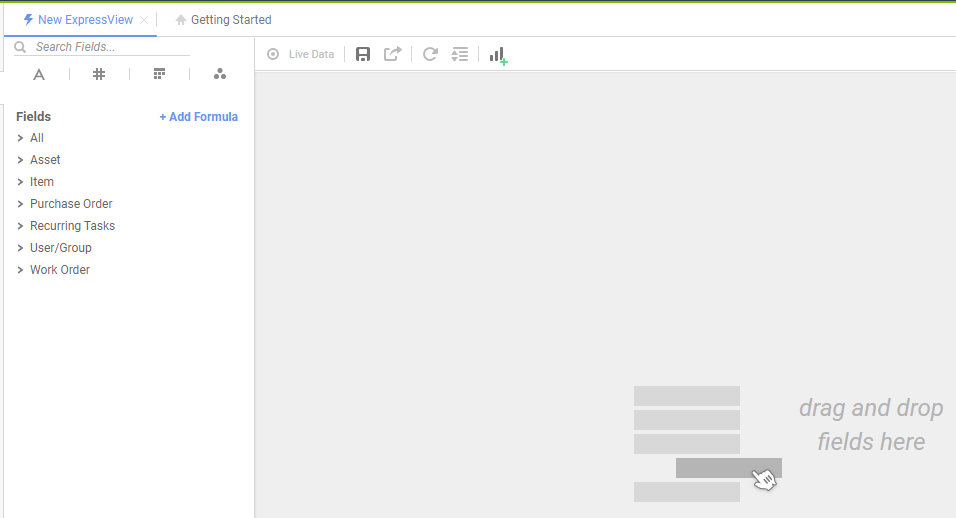 New ExpressView
Getting Started
Search Fields...
Live Data
Fields
+ Add Formula
All
Asset
Item
Purchase Order
Recurring Tasks
User/Group
Work Order
drag and drop
fields here